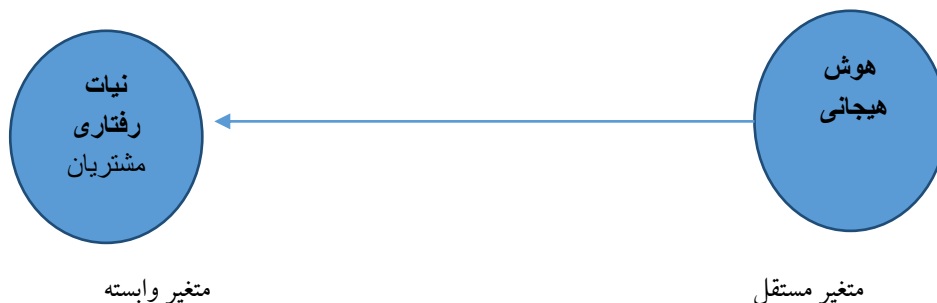 هوش
هیجانی
نیات
رفتاری
مشتریان
متغیر مستقل
متغیر وابسته